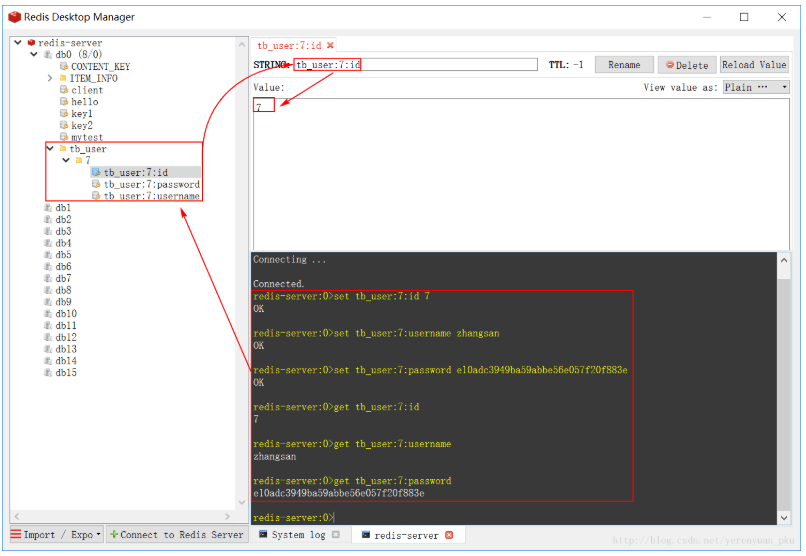 Redis Desktop Manager
redis-server
db0 (8/0)
CONTENT_KEY
ITEM_INFO
client
hello
key1
key2
mytest
tb_user
7
tb_user:7:id
tb_user:7:password
tb_user:7:username
db1
db2
db3
db4
db5
db6
db7
db8
db9
db10
db11
db12
db13
db14
db15
Import / Expo
Connect to Redis Server
tb_user:7:id
STRING: tb_user:7:id TTL: -1 Rename Delete Reload Value
Value: View value as: Plain ...
7
Connecting ...
Connected.
redis-server:0>set tb_user:7:id 7
OK
redis-server:0>set tb_user:7:username zhangsan
OK
redis-server:0>set tb_user:7:password e10adc3949ba59abbe56e057f20f883e
OK
redis-server:0>get tb_user:7:id
7
redis-server:0>get tb_user:7:username
zhangsan
redis-server:0>get tb_user:7:password
e10adc3949ba59abbe56e057f20f883e
redis-server:0>
System log redis-server
http://blog.csdn.net/yerenyuan_pku